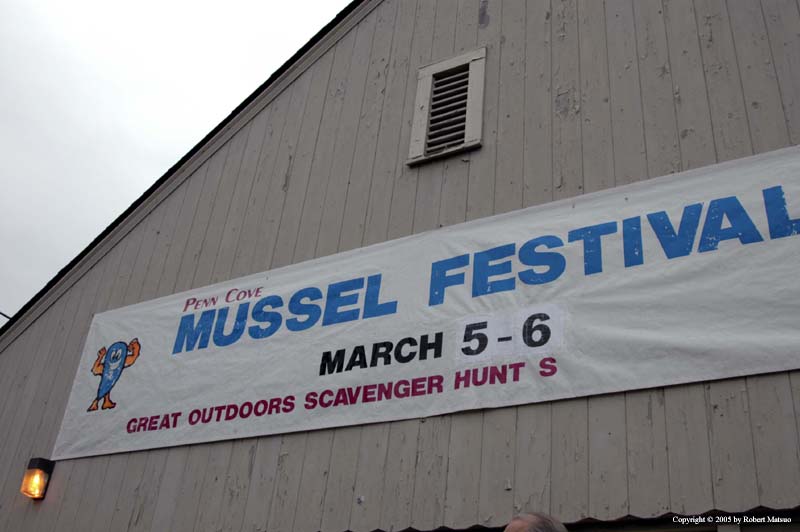 PENN COVE
MUSSEL FESTIVAL
MARCH 5-6
GREAT OUTDOORS SCAVENGER HUNT S
Copyright © 2005 by Robert Matsuo